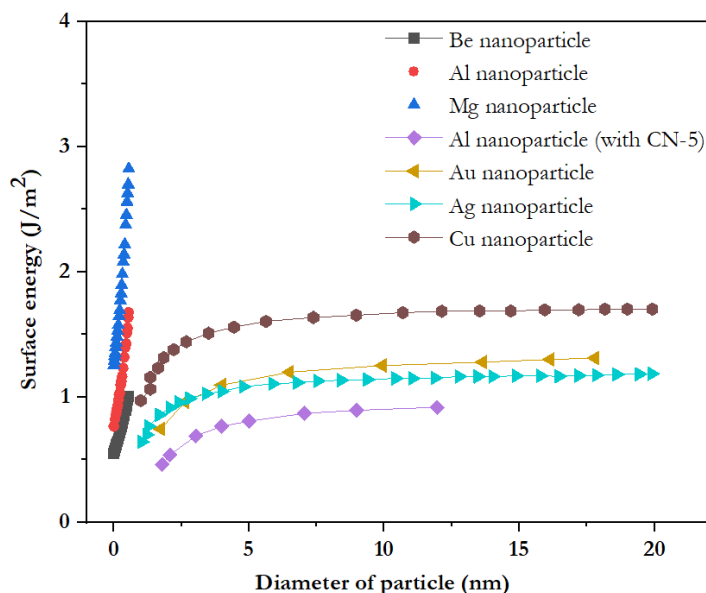 Be nanoparticle
Al nanoparticle
Mg nanoparticle
Al nanoparticle (with CN-5)
Au nanoparticle
Ag nanoparticle
Cu nanoparticle
4
3
2
1
0
Surface energy (J/m²)
0 5 10 15 20
Diameter of particle (nm)